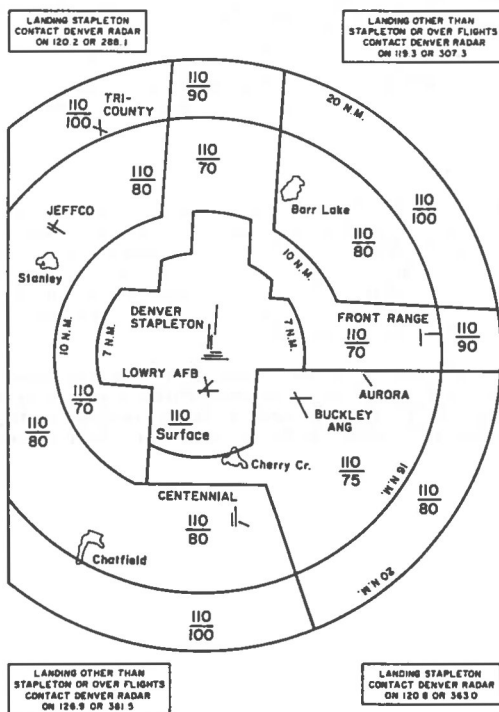 LANDING STAPLETON
CONTACT DENVER RADAR
ON 120.2 OR 288.1
LANDING OTHER THAN
STAPLETON OR OVER FLIGHTS
CONTACT DENVER RADAR
ON 119.3 OR 307.3
110
90
TRI-
COUNTY
110
100
20 N.M.
110
80
110
70
110
100
JEFFCO
Barr Lake
110
80
Stanley
10 N.M.
DENVER
STAPLETON
FRONT RANGE
10 N.M.
7 N.M.
7 N.M.
110
70
110
90
LOWRY AFB
AURORA
110
70
110
Surface
BUCKLEY
ANG
110
80
Cherry Cr.
110
75
16 N.M.
110
80
CENTENNIAL
110
80
Chatfield
20 N.M.
110
100
LANDING OTHER THAN
STAPLETON OR OVER FLIGHTS
CONTACT DENVER RADAR
ON 126.9 OR 381.5
LANDING STAPLETON
CONTACT DENVER RADAR
ON 120.8 OR 363.0